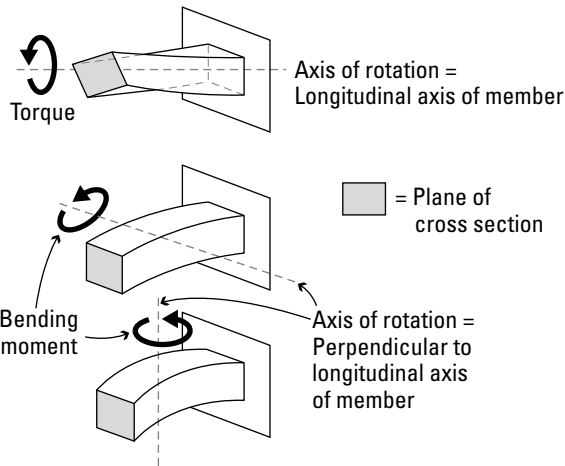 Torque
Axis of rotation =
Longitudinal axis of member
= Plane of
cross section
Bending
moment
Axis of rotation =
Perpendicular to
longitudinal axis
of member